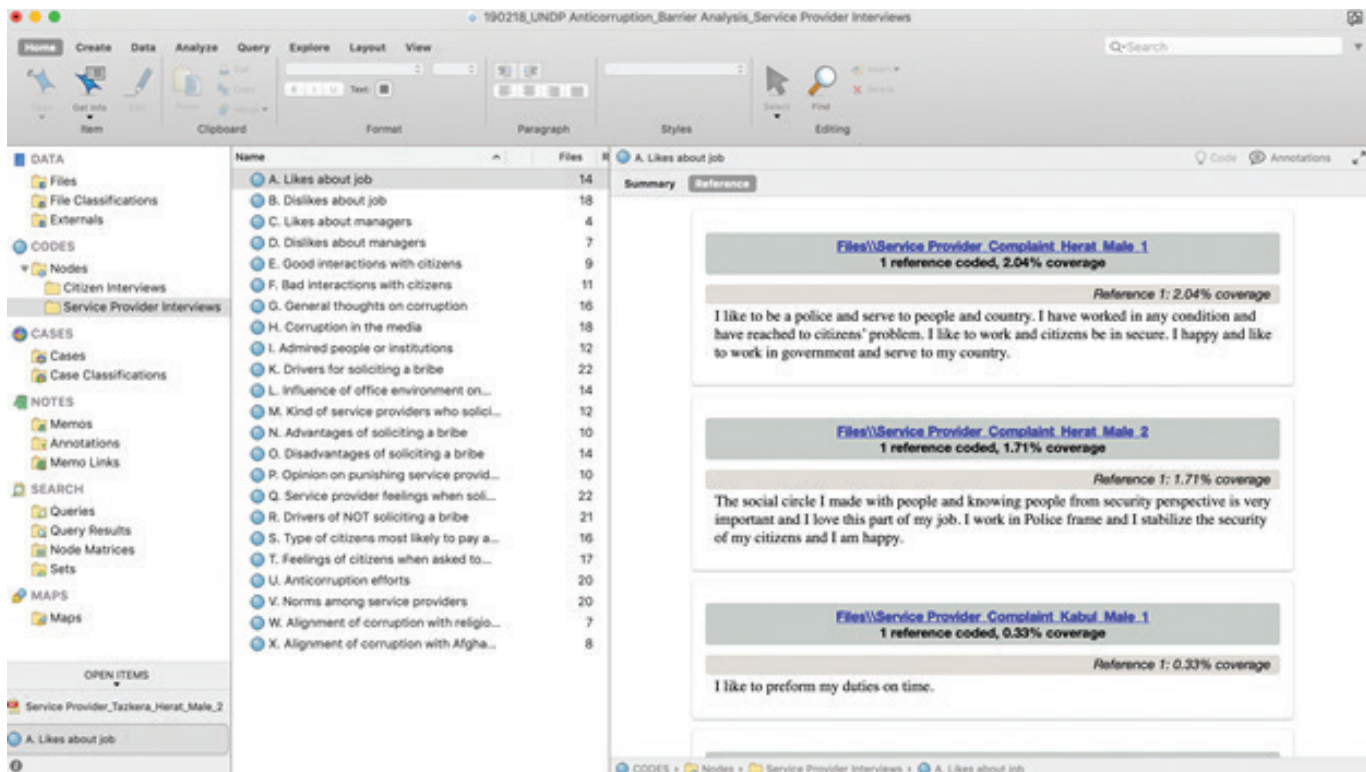 190218_UNDP Anticorruption_Barrier Analysis_Service Provider Interviews
Home Create Data Analyze Query Explore Layout View
Search
Get Info
Text:
Select Find
Item Clipboard Format Paragraph Styles Editing
DATA
Files
File Classifications
Externals
CODES
Nodes
Citizen Interviews
Service Provider Interviews
CASES
Cases
Case Classifications
NOTES
Memos
Annotations
Memo Links
SEARCH
Queries
Query Results
Node Matrices
Sets
MAPS
Maps
OPEN ITEMS
Service Provider_Tazkera_Herat_Male_2
A. Likes about job
Name Files
A. Likes about job 14
B. Dislikes about job 18
C. Likes about managers 4
D. Dislikes about managers 7
E. Good interactions with citizens 9
F. Bad interactions with citizens 11
G. General thoughts on corruption 16
H. Corruption in the media 18
I. Admired people or institutions 12
K. Drivers for soliciting a bribe 22
L. Influence of office environment on... 14
M. Kind of service providers who solici... 12
N. Advantages of soliciting a bribe 10
O. Disadvantages of soliciting a bribe 14
P. Opinion on punishing service provid... 10
Q. Service provider feelings when soli... 22
R. Drivers of NOT soliciting a bribe 21
S. Type of citizens most likely to pay a... 16
T. Feelings of citizens when asked to... 17
U. Anticorruption efforts 20
V. Norms among service providers 20
W. Alignment of corruption with religio... 7
X. Alignment of corruption with Afgha... 8
A. Likes about job Code Annotations
Summary Reference
Files\\Service Provider_Complaint_Herat_Male_1
1 reference coded, 2.04% coverage
Reference 1: 2.04% coverage
I like to be a police and serve to people and country. I have worked in any condition and
have reached to citizens' problem. I like to work and citizens be in secure. I happy and like
to work in government and serve to my country.
Files\\Service Provider_Complaint_Herat_Male_2
1 reference coded, 1.71% coverage
Reference 1: 1.71% coverage
The social circle I made with people and knowing people from security perspective is very
important and I love this part of my job. I work in Police frame and I stabilize the security
of my citizens and I am happy.
Files\\Service Provider_Complaint_Kabul_Male_1
1 reference coded, 0.33% coverage
Reference 1: 0.33% coverage
I like to preform my duties on time.
CODES Nodes Service Provider Interviews A. Likes about job